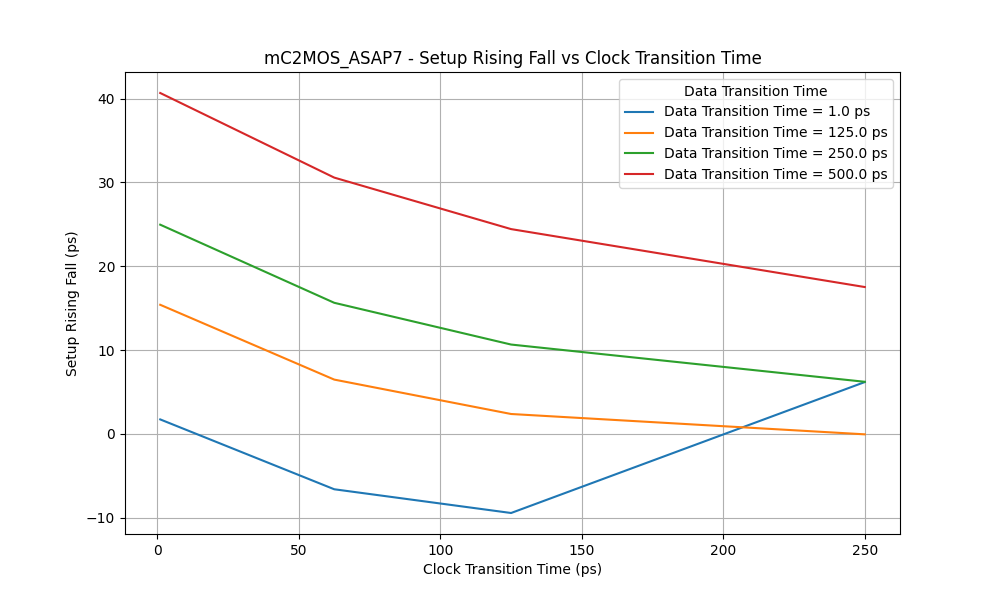 mC2MOS_ASAP7 - Setup Rising Fall vs Clock Transition Time
Data Transition Time
Data Transition Time = 1.0 ps
Data Transition Time = 125.0 ps
Data Transition Time = 250.0 ps
Data Transition Time = 500.0 ps
Setup Rising Fall (ps)
40
30
20
10
0
−10
0 50 100 150 200 250
Clock Transition Time (ps)